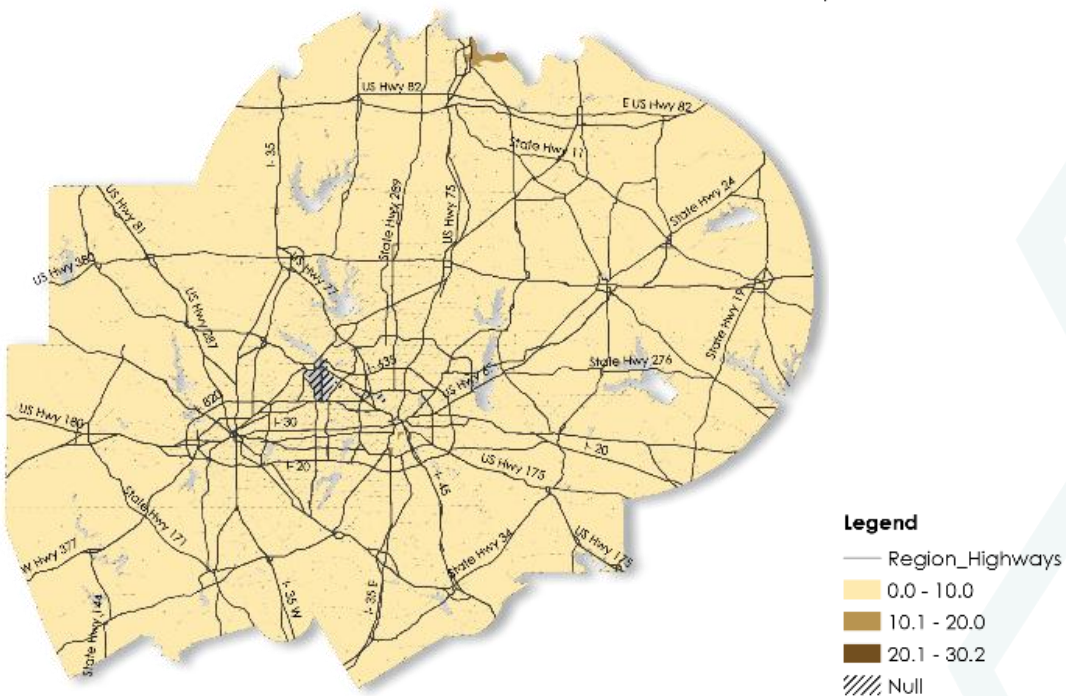 US Hwy 82
E US Hwy 82
I- 35
State Hwy 11
State Hwy 289
US Hwy 75
State Hwy 24
US Hwy 81
US Hwy 380
US Hwy 77
US Hwy 287
State Hwy 19
I- 635
State Hwy 276
I- 820
US Hwy 180
I- 30
I- 20
I- 20
US Hwy 175
I- 45
State Hwy 171
State Hwy 34
US Hwy 175
W Hwy 377
State Hwy 144
I- 35 W
I- 35 E
Legend
Region_Highways
0.0 - 10.0
10.1 - 20.0
20.1 - 30.2
Null